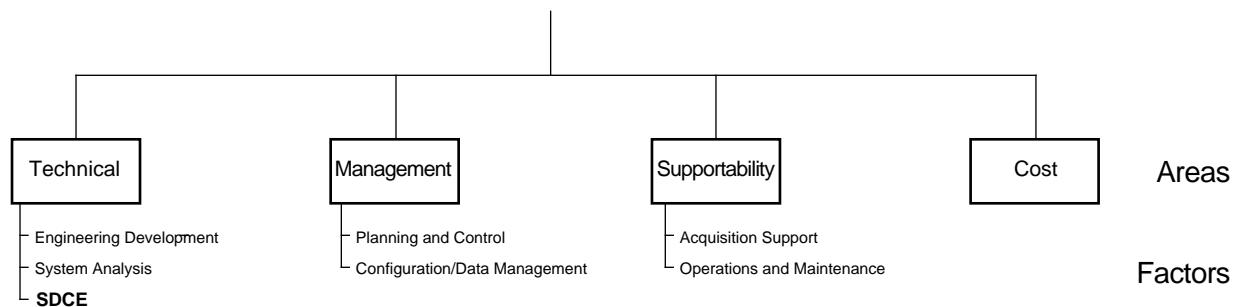 Technical
Management
Supportability
Cost
Areas
Engineering Development
Planning and Control
Acquisition Support
System Analysis
Configuration/Data Management
Operations and Maintenance
Factors
SDCE